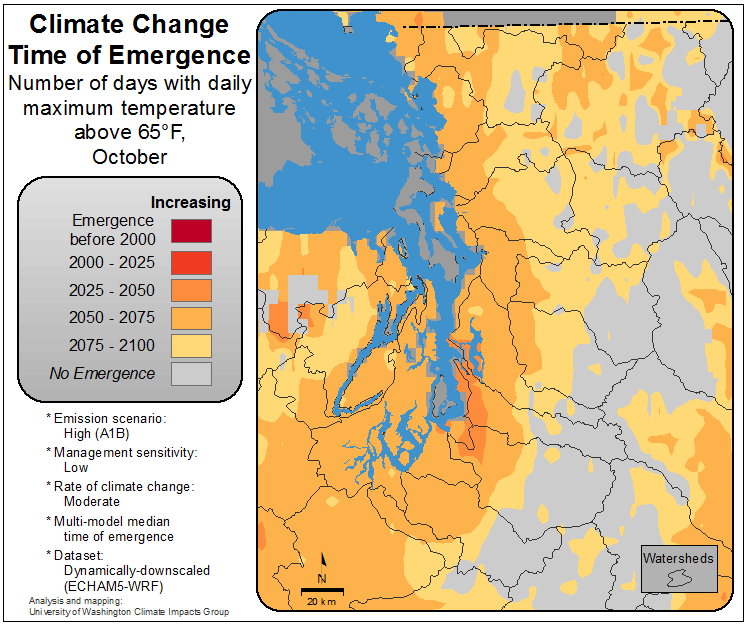 Climate Change
Time of Emergence
Number of days with daily
maximum temperature
above 65°F,
October
Increasing
Emergence
before 2000
2000 - 2025
2025 - 2050
2050 - 2075
2075 - 2100
No Emergence
* Emission scenario:
High (A1B)
* Management sensitivity:
Low
* Rate of climate change:
Moderate
* Multi-model median
time of emergence
* Dataset:
Dynamically-downscaled
(ECHAM5-WRF)
Analysis and mapping:
University of Washington Climate Impacts Group
N
20 km
Watersheds